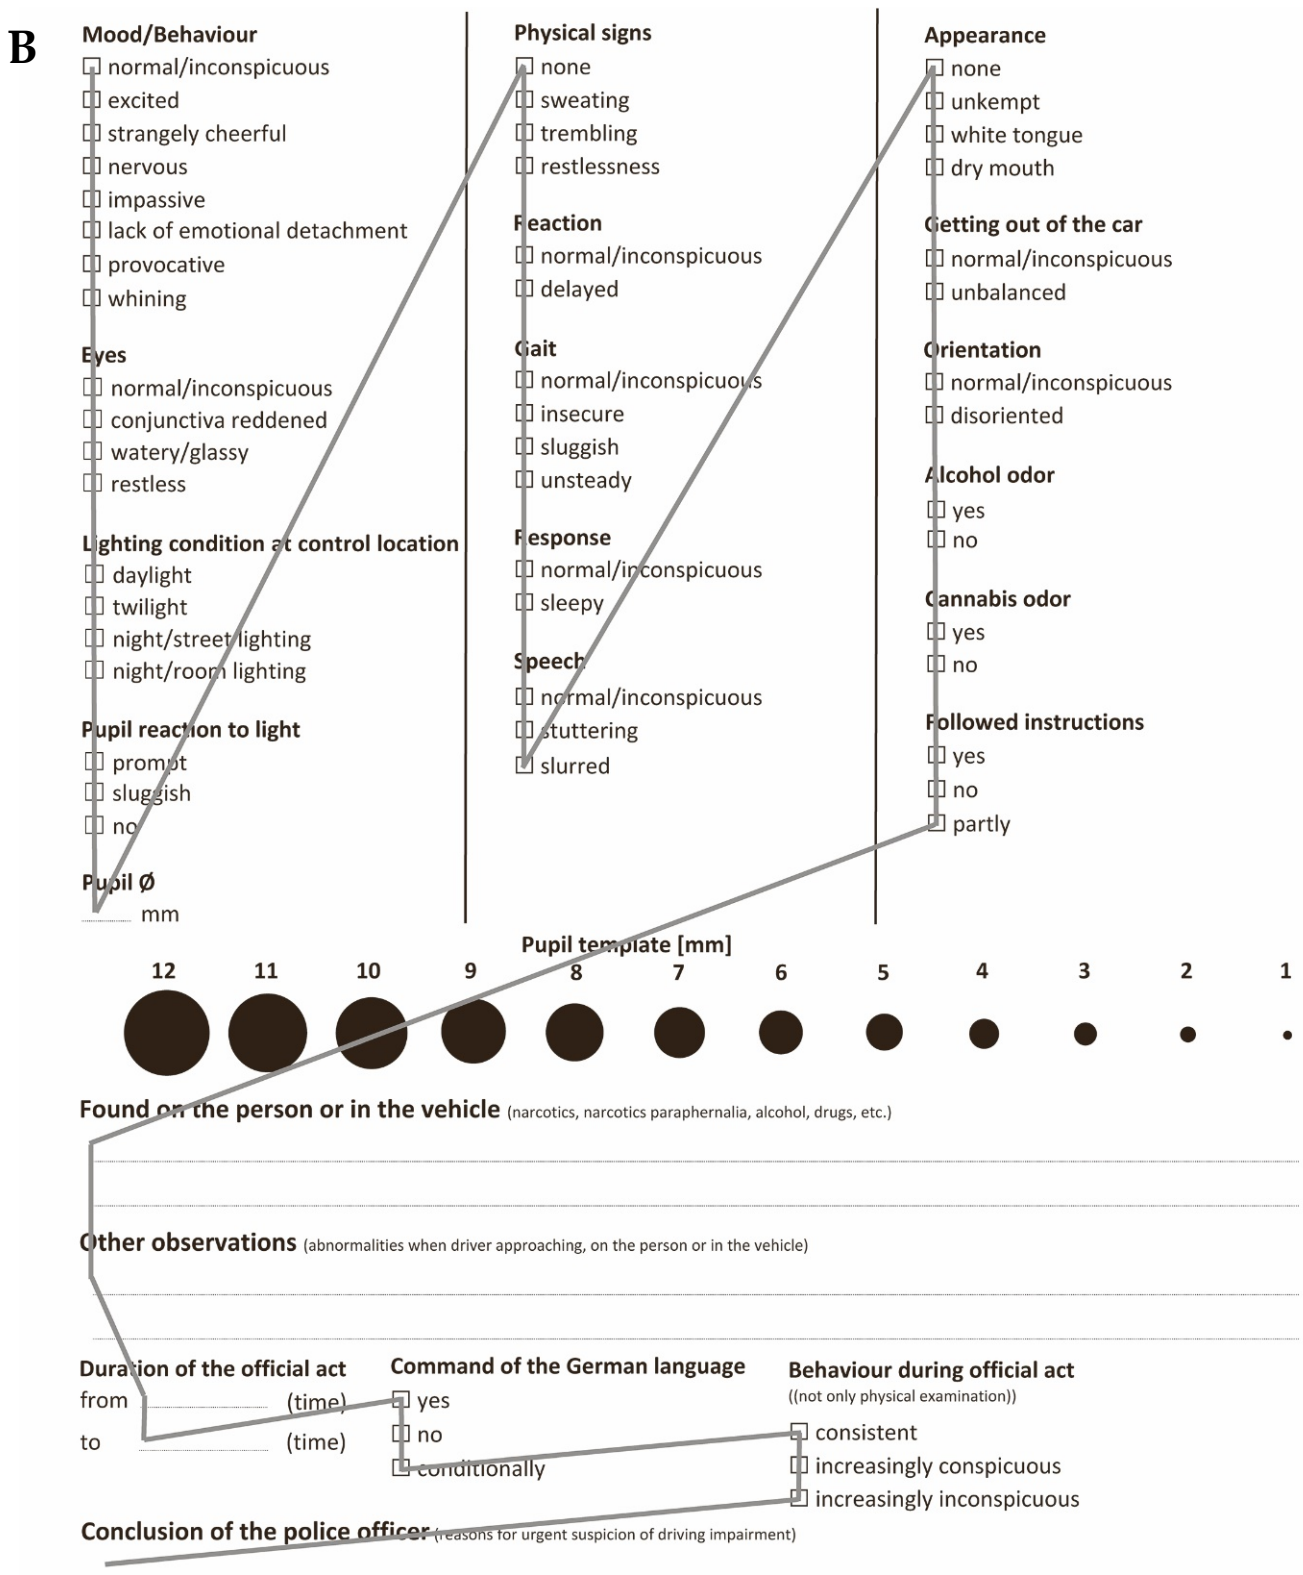 B
Mood/Behaviour
normal/inconspicuous
excited
strangely cheerful
nervous
impassive
lack of emotional detachment
provocative
whining
Eyes
normal/inconspicuous
conjunctiva reddened
watery/glassy
restless
Lighting condition at control location
daylight
twilight
night/street lighting
night/room lighting
Pupil reaction to light
prompt
sluggish
no
Pupil Ø
mm
Physical signs
none
sweating
trembling
restlessness
Reaction
normal/inconspicuous
delayed
Gait
normal/inconspicuous
insecure
sluggish
unsteady
Response
normal/inconspicuous
sleepy
Speech
normal/inconspicuous
stuttering
slurred
Appearance
none
unkempt
white tongue
dry mouth
Getting out of the car
normal/inconspicuous
unbalanced
Orientation
normal/inconspicuous
disoriented
Alcohol odor
yes
no
Cannabis odor
yes
no
Followed instructions
yes
no
partly
Pupil template [mm]
12 11 10 9 8 7 6 5 4 3 2 1
Found on the person or in the vehicle (narcotics, narcotics paraphernalia, alcohol, drugs, etc.)
Other observations (abnormalities when driver approaching, on the person or in the vehicle)
Duration of the official act
from (time)
to (time)
Command of the German language
yes
no
conditionally
Behaviour during official act
((not only physical examination))
consistent
increasingly conspicuous
increasingly inconspicuous
Conclusion of the police officer (reasons for urgent suspicion of driving impairment)